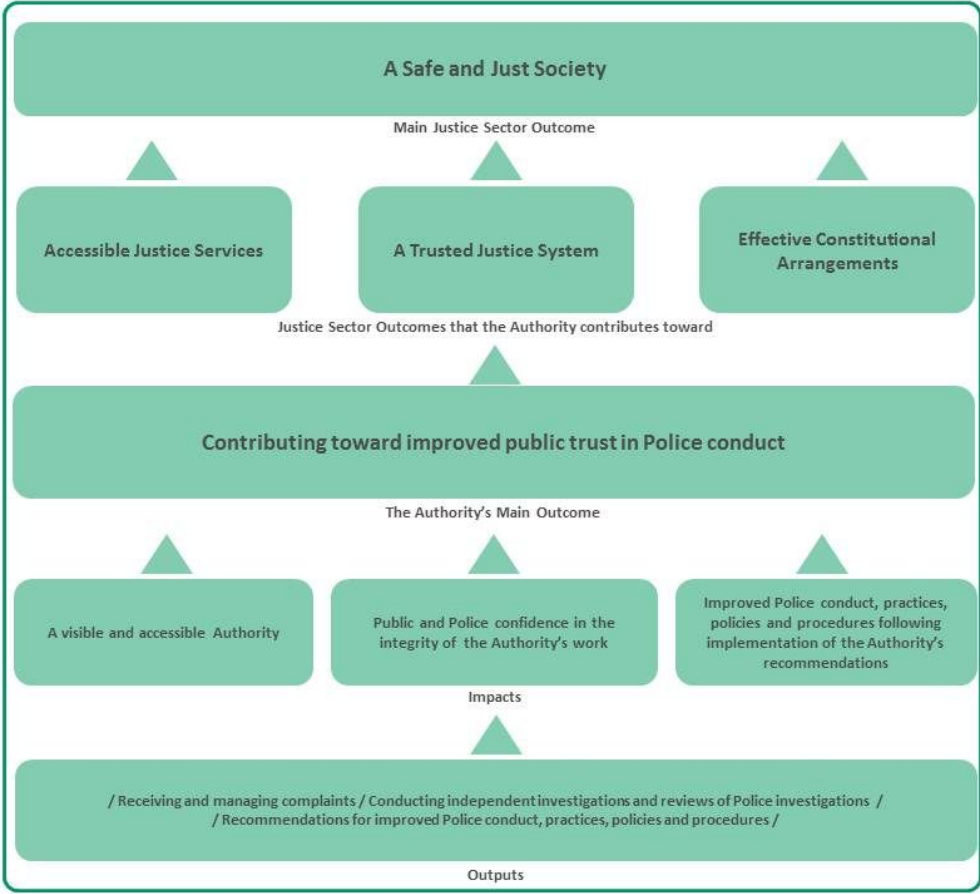 A Safe and Just Society
Main Justice Sector Outcome
Accessible Justice Services
A Trusted Justice System
Effective Constitutional
Arrangements
Justice Sector Outcomes that the Authority contributes toward
Contributing toward improved public trust in Police conduct
The Authority's Main Outcome
A visible and accessible Authority
Public and Police confidence in the
integrity of the Authority's work
Improved Police conduct, practices,
policies and procedures following
implementation of the Authority's
recommendations
Impacts
/ Receiving and managing complaints / Conducting independent investigations and reviews of Police investigations /
/ Recommendations for improved Police conduct, practices, policies and procedures /
Outputs